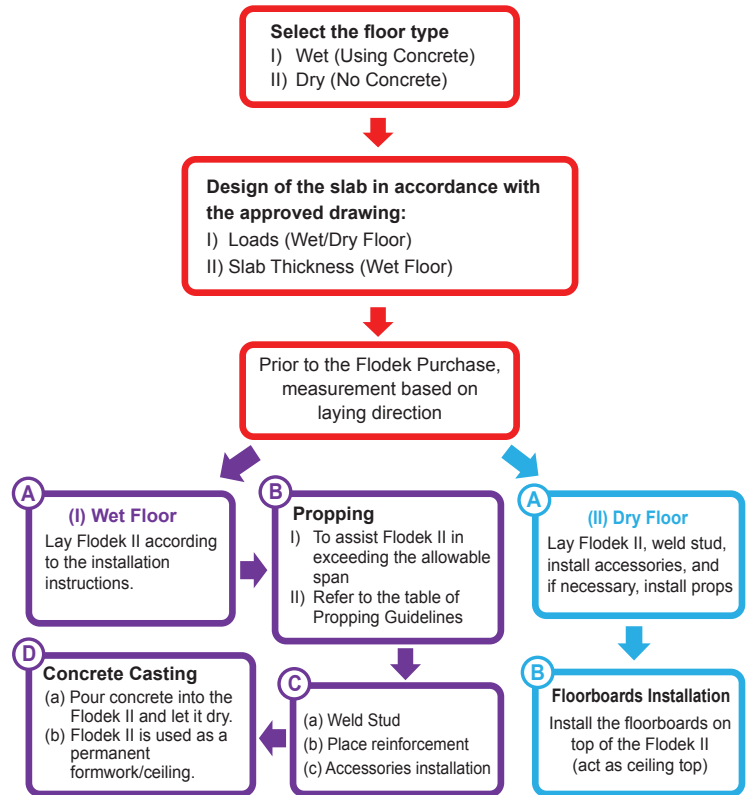 Select the floor type
I) Wet (Using Concrete)
II) Dry (No Concrete)
Design of the slab in accordance with
the approved drawing:
I) Loads (Wet/Dry Floor)
II) Slab Thickness (Wet Floor)
Prior to the Flodek Purchase,
measurement based on
laying direction
A
(I) Wet Floor
Lay Flodek II according
to the installation
instructions.
B
Propping
I) To assist Flodek II in
exceeding the allowable
span
II) Refer to the table of
Propping Guidelines
C
(a) Weld Stud
(b) Place reinforcement
(c) Accessories installation
D
Concrete Casting
(a) Pour concrete into the
Flodek II and let it dry.
(b) Flodek II is used as a
permanent
formwork/ceiling.
A
(II) Dry Floor
Lay Flodek II, weld stud,
install accessories, and
if necessary, install props
B
Floorboards Installation
Install the floorboards on
top of the Flodek II
(act as ceiling top)